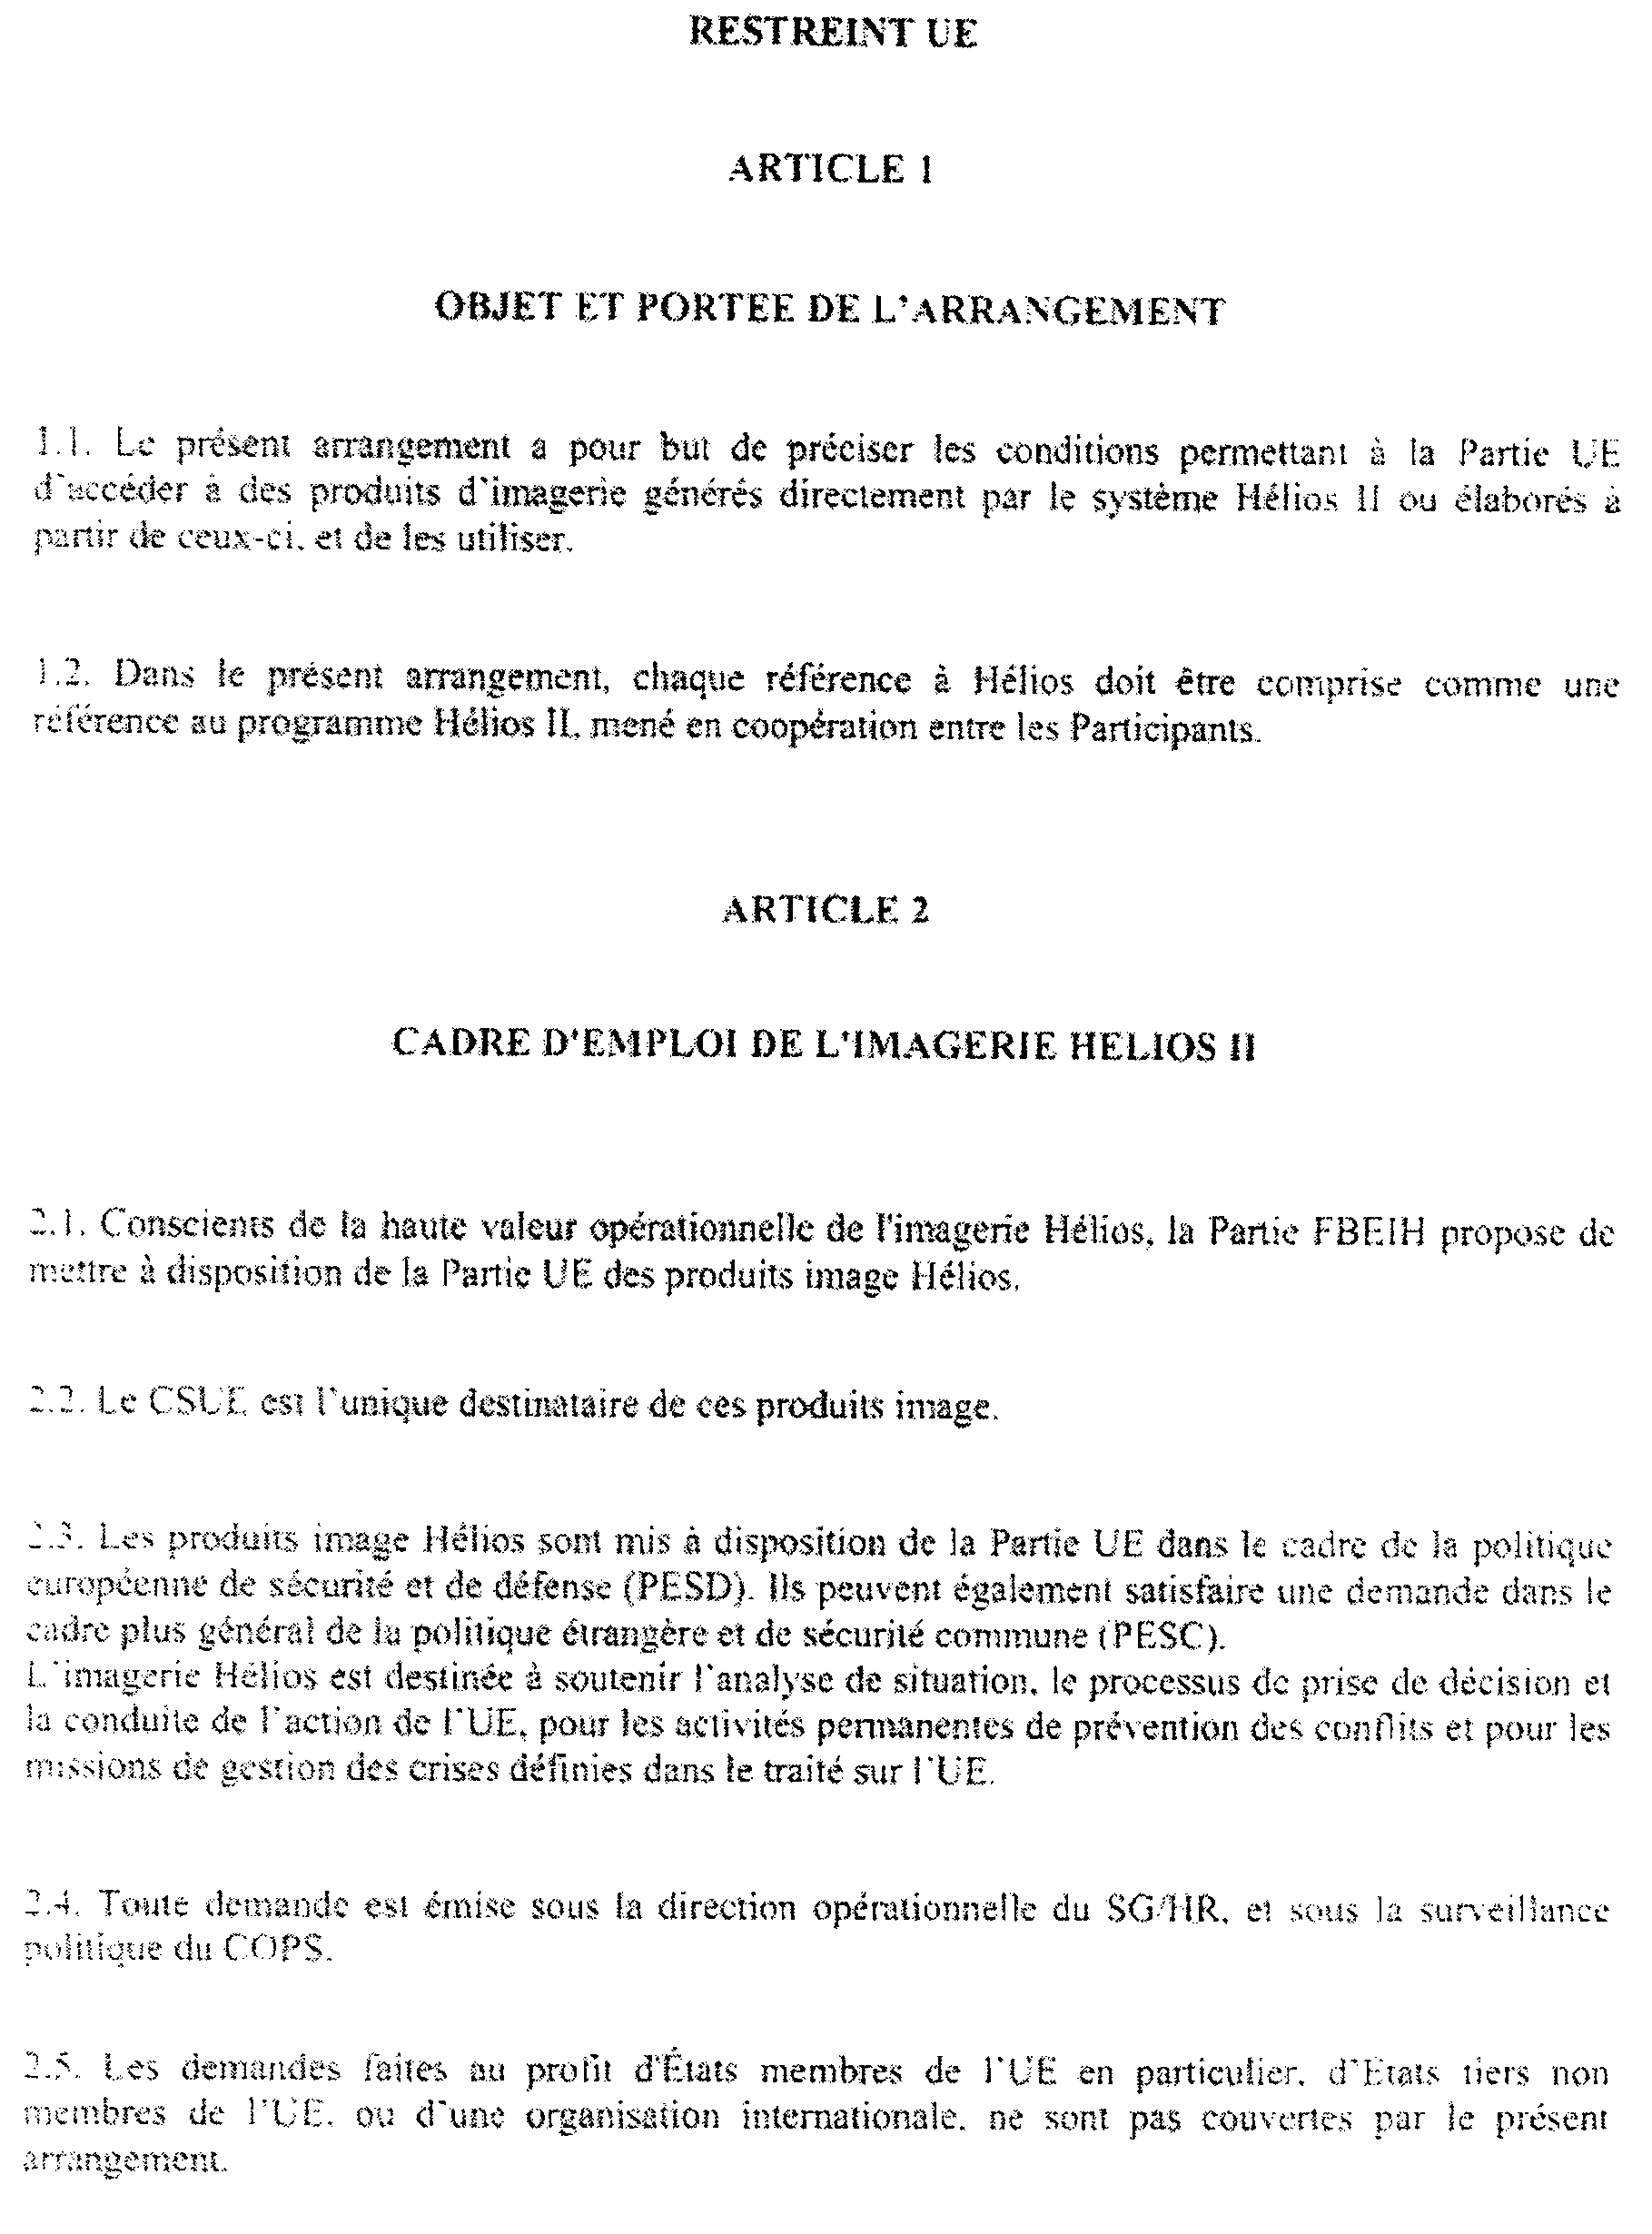 RESTREINT UE
ARTICLE 1
OBJET ET PORTEE DE L'ARRANGEMENT
1.1. Le présent arrangement a pour but de préciser les conditions permettant à la Partie UE
d'accéder à des produits d'imagerie générés directement par le système Hélios II ou élaborés à
partir de ceux-ci, et de les utiliser.
1.2. Dans le présent arrangement, chaque référence à Hélios doit être comprise comme une
référence au programme Hélios II, mené en coopération entre les Participants.
ARTICLE 2
CADRE D'EMPLOI DE L'IMAGERIE HELIOS II
2.1. Conscients de la haute valeur opérationnelle de l'imagerie Hélios, la Partie FBEIH propose de
mettre à disposition de la Partie UE des produits image Hélios.
2.2. Le CSUE est l'unique destinataire de ces produits image.
2.3. Les produits image Hélios sont mis à disposition de la Partie UE dans le cadre de la politique
européenne de sécurité et de défense (PESD). Ils peuvent également satisfaire une demande dans le
cadre plus général de la politique étrangère et de sécurité commune (PESC).
L'imagerie Hélios est destinée à soutenir l'analyse de situation, le processus de prise de décision et
la conduite de l'action de l'UE, pour les activités permanentes de prévention des conflits et pour les
missions de gestion des crises définies dans le traité sur l'UE.
2.4. Toute demande est émise sous la direction opérationnelle du SG/HR, et sous la surveillance
politique du COPS.
2.5. Les demandes faites au profit d'États membres de l'UE en particulier, d'Etats tiers non
membres de l'UE, ou d'une organisation internationale, ne sont pas couvertes par le présent
arrangement.